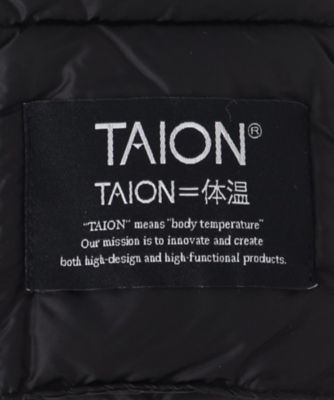 TAION®
TAION=体温
"TAION" means "body temperature"
Our mission is to innovate and create
both high-design and high-functional products.